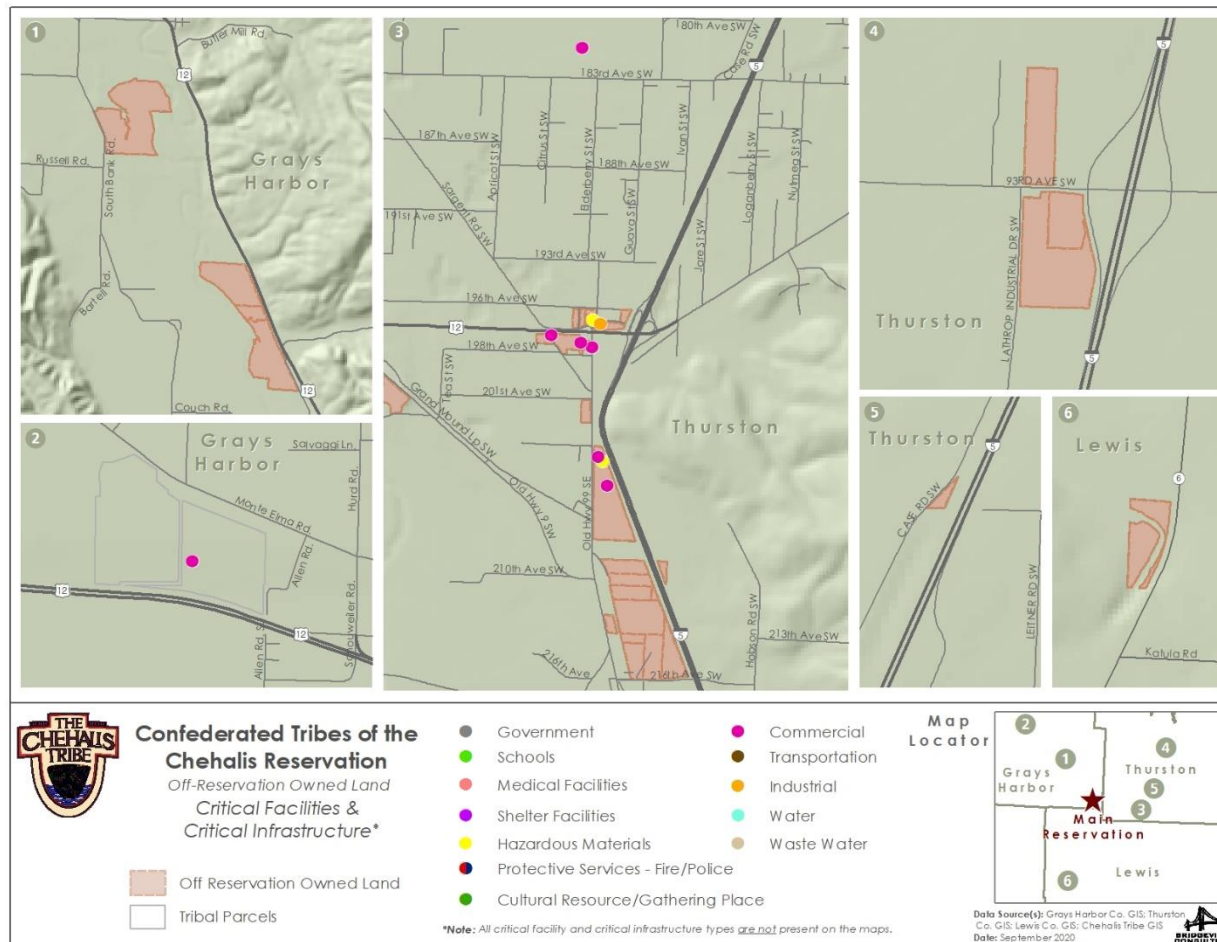 1
Butler Mill Rd.
12
Grays
Harbor
Russell Rd.
South Bank Rd.
Bartell Rd.
12
Couch Rd.
2
Grays
Harbor
Salvaggi Ln.
Hurd Rd.
Monte Elma Rd.
Allen Rd.
12
12
Allen Rd. S.
Schouweiler Rd.
3
180th Ave SW
Case Rd SW
5
183rd Ave SW
187th Ave SW
Apricot St SW
Citrus St SW
Elderberry St SW
Ivan St SW
188th Ave SW
Guava St SW
Loganberry St SW
Nutmeg St SW
Sargent Rd SW
191st Ave SW
193rd Ave SW
Jare St SW
196th Ave SW
12
198th Ave SW
Tea St SW
201st Ave SW
Grand Mound Lp SW
Thurston
Old Hwy 9 SW
Old Hwy 99 SE
210th Ave SW
5
Hobson Rd SW
213th Ave SW
216th Ave
216th Ave SW
4
5
93RD AVE SW
LATHROP INDUSTRIAL DR SW
Thurston
5
5
Thurston
5
CASE RD SW
LEITNER RD SW
6
Lewis
6
Katula Rd
THE
CHEHALIS
TRIBE
Confederated Tribes of the
Chehalis Reservation
Off-Reservation Owned Land
Critical Facilities &
Critical Infrastructure*
Off Reservation Owned Land
Tribal Parcels
Government
Schools
Medical Facilities
Shelter Facilities
Hazardous Materials
Protective Services - Fire/Police
Cultural Resource/Gathering Place
Commercial
Transportation
Industrial
Water
Waste Water
*Note: All critical facility and critical infrastructure types are not present on the maps.
Map
Locator
2
1
4
Grays
Harbor
Thurston
5
3
Main
Reservation
6
Lewis
Data Source(s): Grays Harbor Co. GIS; Thurston
Co. GIS; Lewis Co. GIS; Chehalis Tribe GIS
Date: September 2020